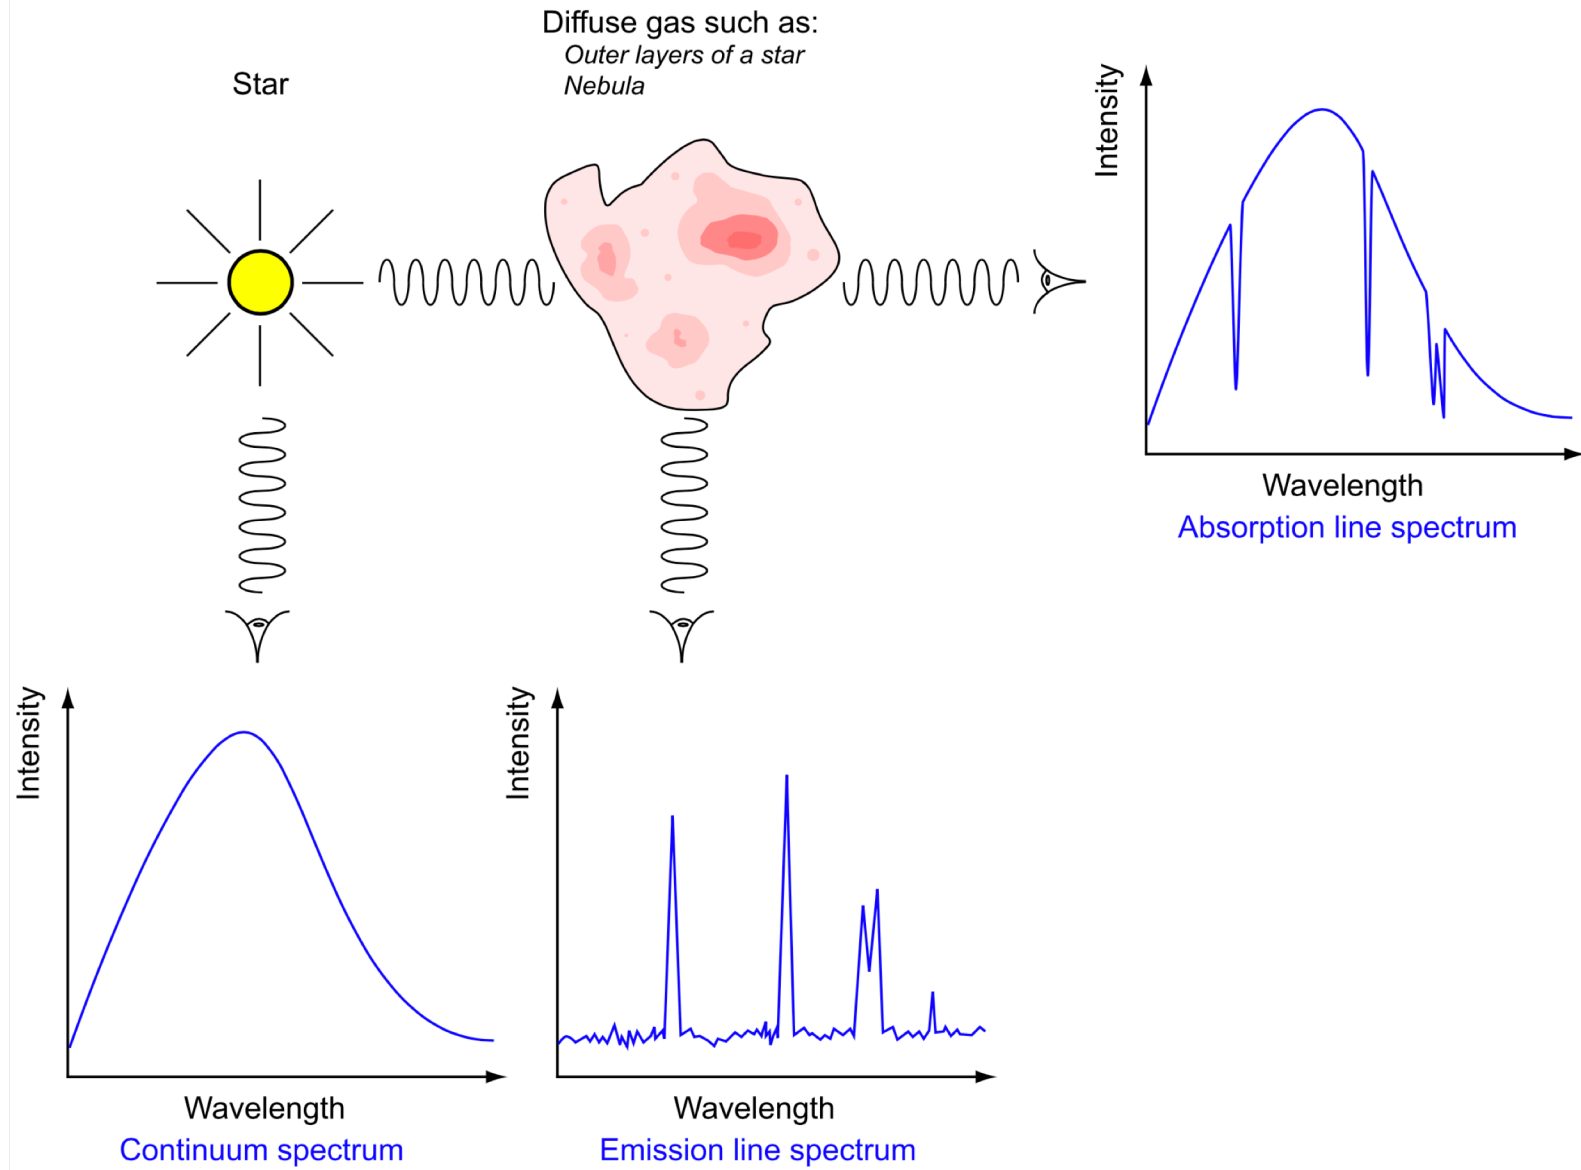 Diffuse gas such as:
Outer layers of a star
Nebula
Star
Intensity
Wavelength
Absorption line spectrum
Intensity
Wavelength
Continuum spectrum
Intensity
Wavelength
Emission line spectrum